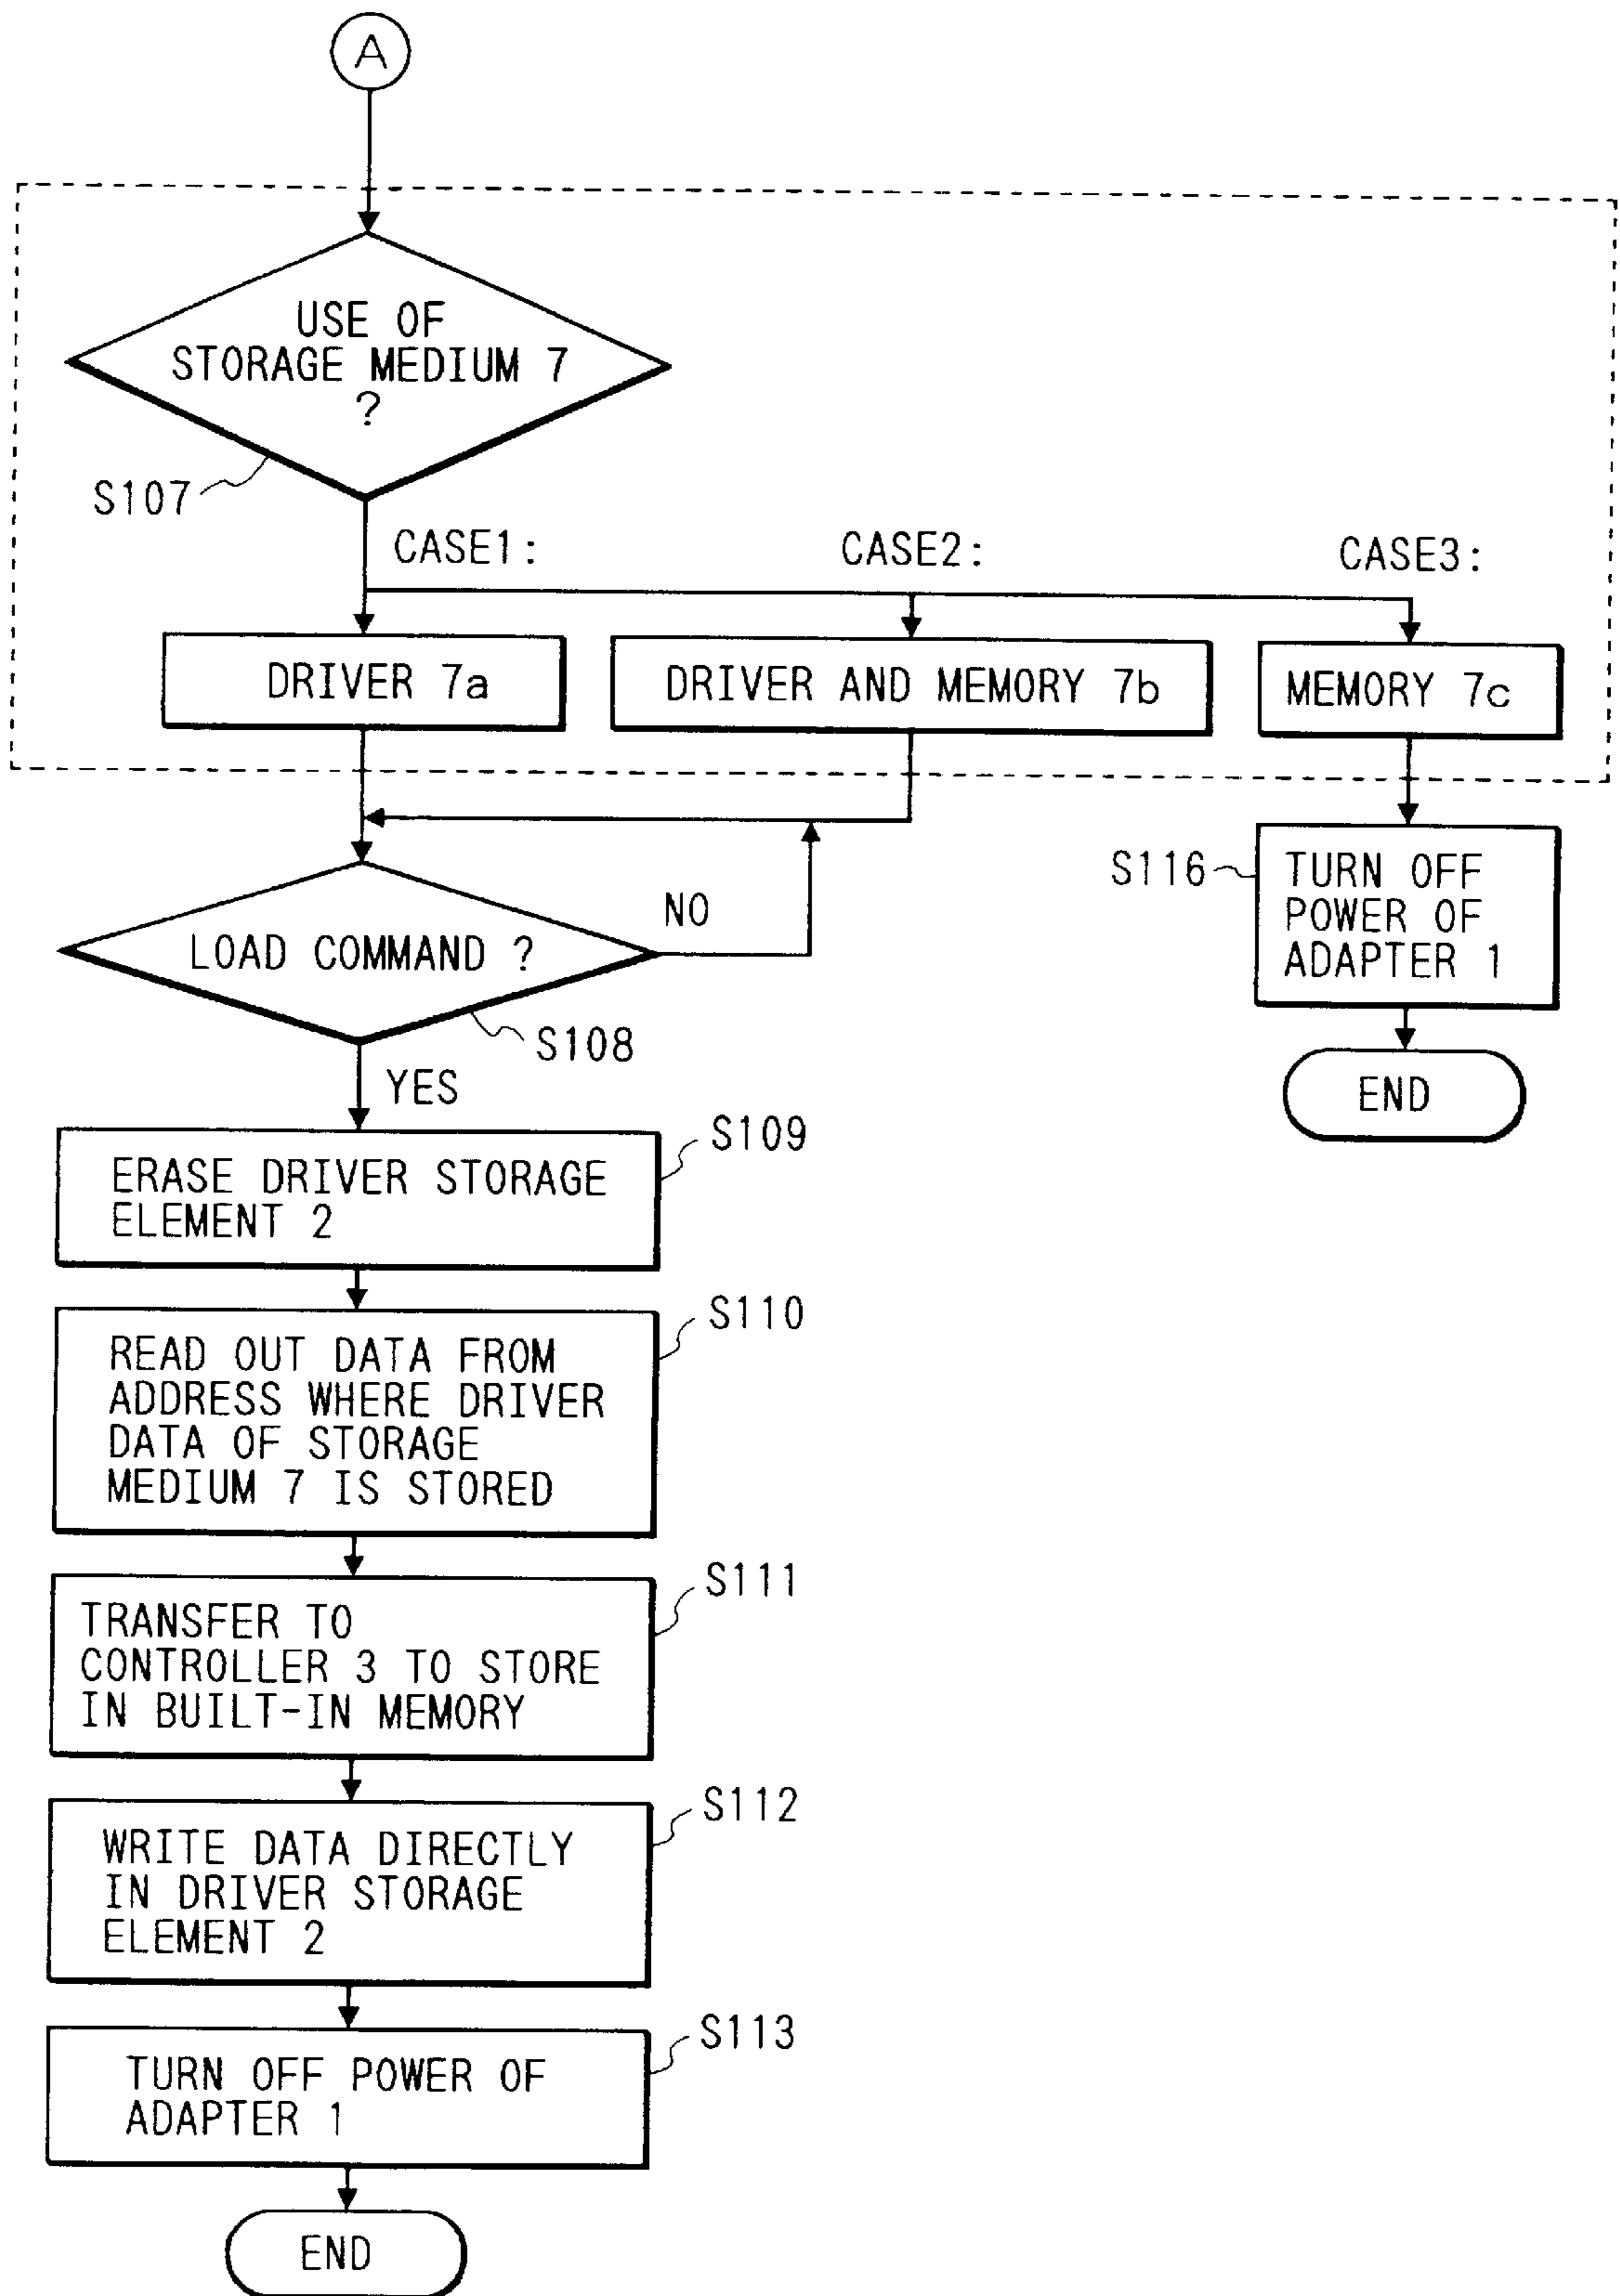 A
USE OF
STORAGE MEDIUM 7
?
S107
CASE1:
CASE2:
CASE3:
DRIVER 7a
DRIVER AND MEMORY 7b
MEMORY 7c
LOAD COMMAND ?
NO
S108
YES
S116
TURN OFF
POWER OF
ADAPTER 1
END
S109
ERASE DRIVER STORAGE
ELEMENT 2
S110
READ OUT DATA FROM
ADDRESS WHERE DRIVER
DATA OF STORAGE
MEDIUM 7 IS STORED
S111
TRANSFER TO
CONTROLLER 3 TO STORE
IN BUILT-IN MEMORY
S112
WRITE DATA DIRECTLY
IN DRIVER STORAGE
ELEMENT 2
S113
TURN OFF POWER OF
ADAPTER 1
END